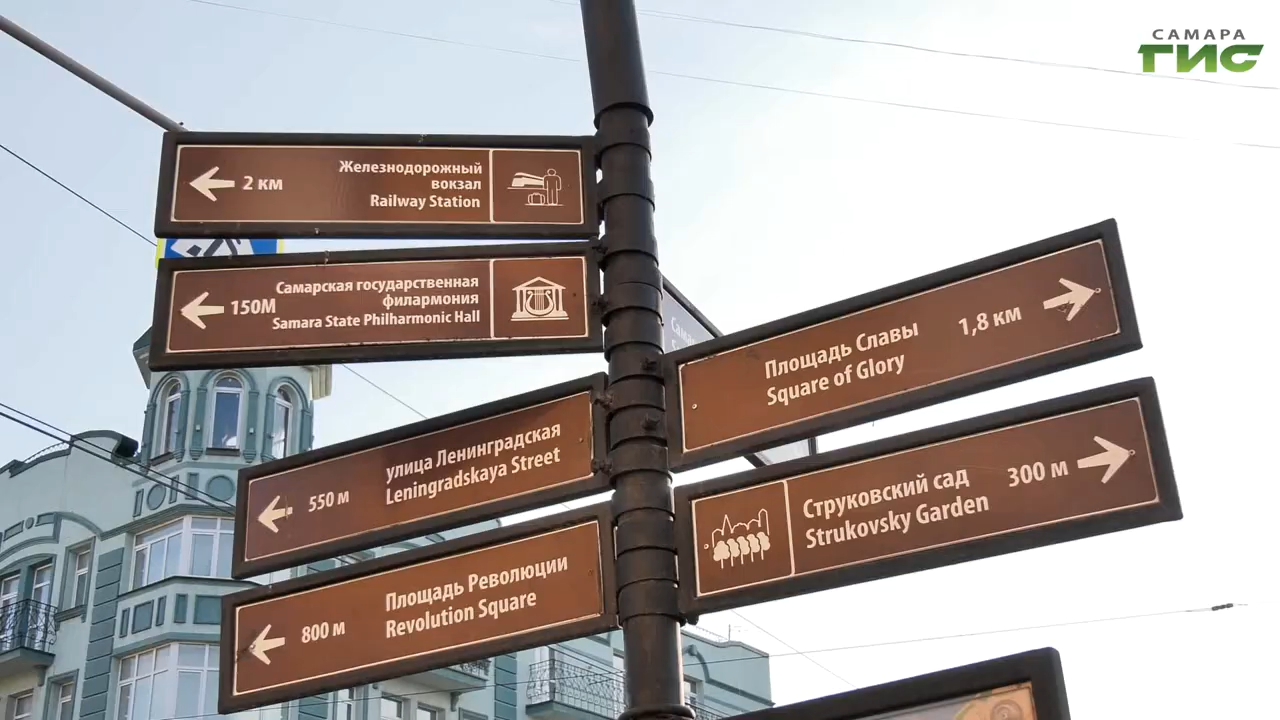 САМАРА
ГИС
2 км
Железнодорожный
вокзал
Railway Station
150М
Самарская государственная
филармония
Samara State Philharmonic Hall
Площадь Славы
Square of Glory
1,8 км
550 м
улица Ленинградская
Leningradskaya Street
Струковский сад
Strukovsky Garden
300 м
800 м
Площадь Революции
Revolution Square